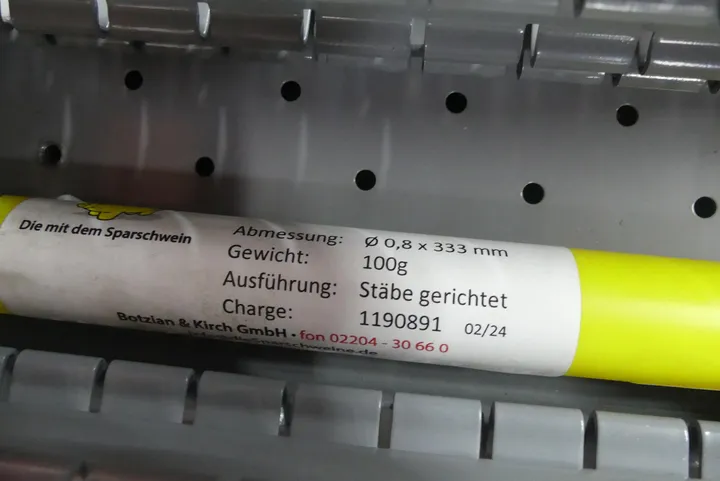 Die mit dem Sparschwein
Abmessung: Ø 0,8 x 333 mm
Gewicht: 100g
Ausführung: Stäbe gerichtet
Charge: 1190891 02/24
Botzian & Kirch GmbH • fon 02204 - 30 66 0